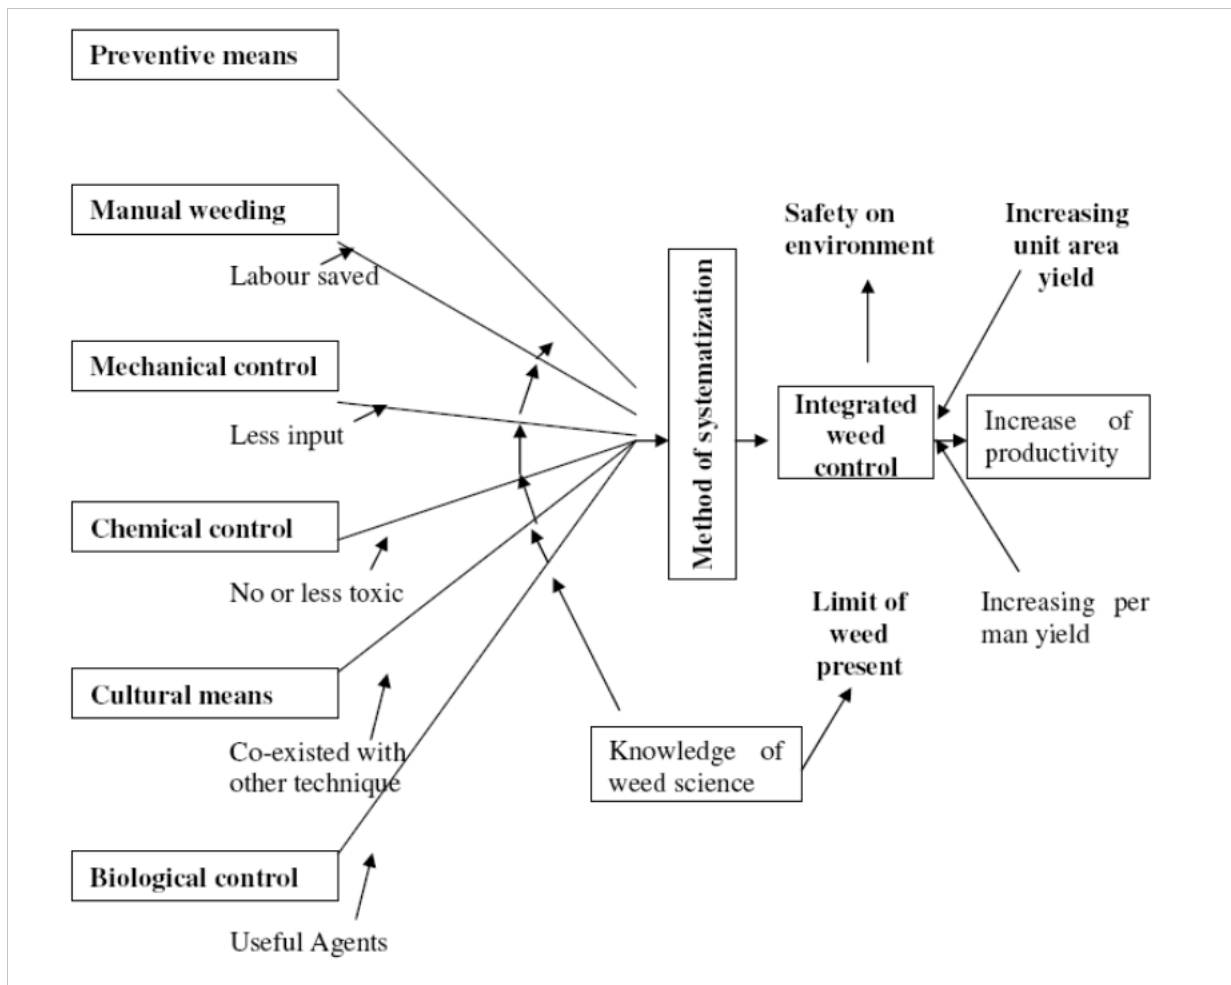 Preventive means
Manual weeding
Labour saved
Mechanical control
Less input
Chemical control
No or less toxic
Cultural means
Co-existed with
other technique
Biological control
Useful Agents
Method of systematization
Safety on
environment
Increasing
unit area
yield
Integrated
weed
control
Increase of
productivity
Limit of
weed
present
Increasing per
man yield
Knowledge of
weed science